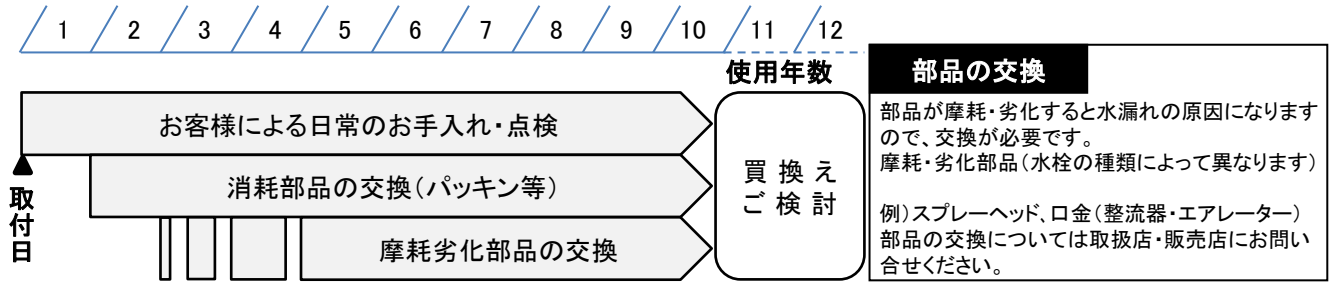 1 2 3 4 5 6 7 8 9 10 11 12
使用年数
お客様による日常のお手入れ・点検
取付日
消耗部品の交換（パッキン等）
摩耗劣化部品の交換
買換え
ご検討
部品の交換
部品が摩耗・劣化すると水漏れの原因になります
ので、交換が必要です。
摩耗・劣化部品（水栓の種類によって異なります）
例）スプレーヘッド、口金（整流器・エアレーター）
部品の交換については取扱店・販売店にお問い
合せください。